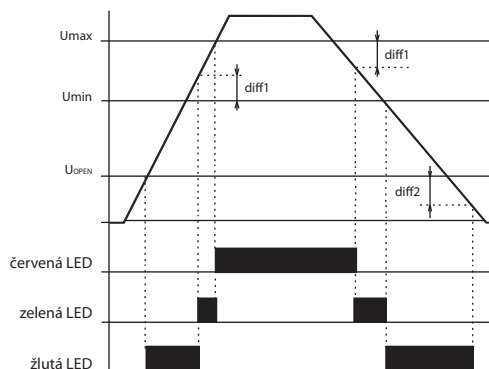 Umax
diff1
diff1
Umin
UOPEN
diff2
červená LED
zelená LED
žlutá LED